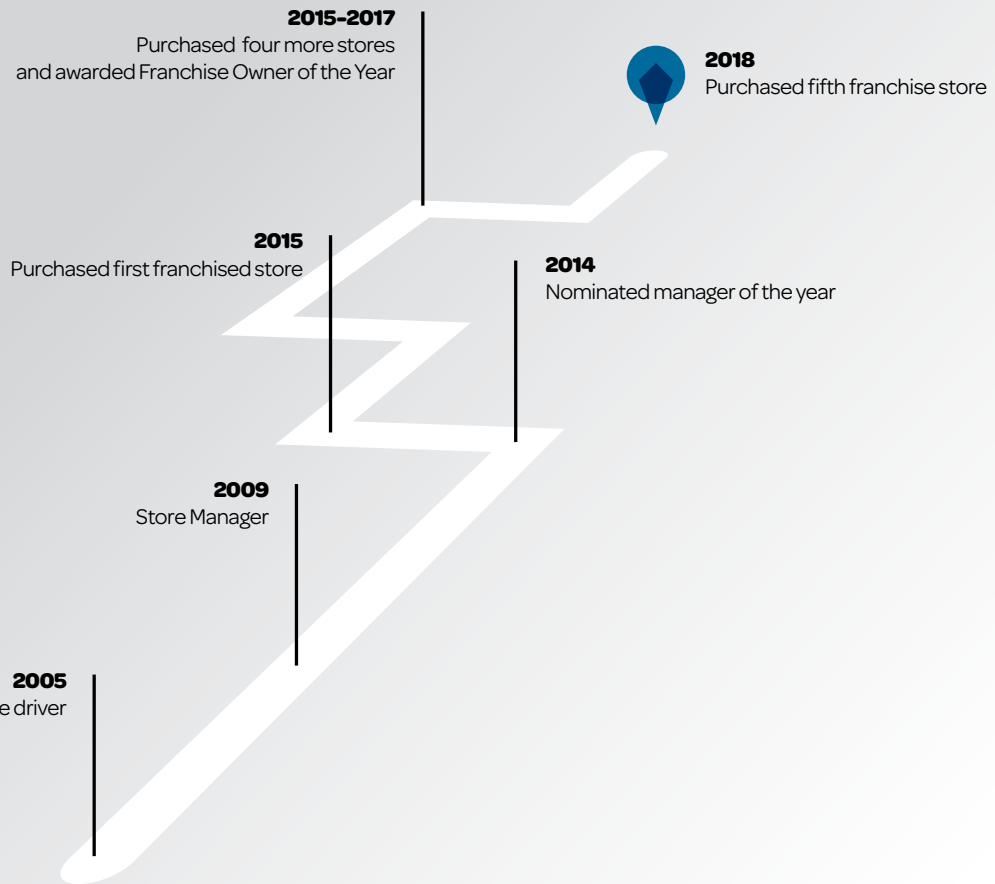 2015–2017
Purchased four more stores
and awarded Franchise Owner of the Year
2018
Purchased fifth franchise store
2015
Purchased first franchised store
2014
Nominated manager of the year
2009
Store Manager
2005
driver